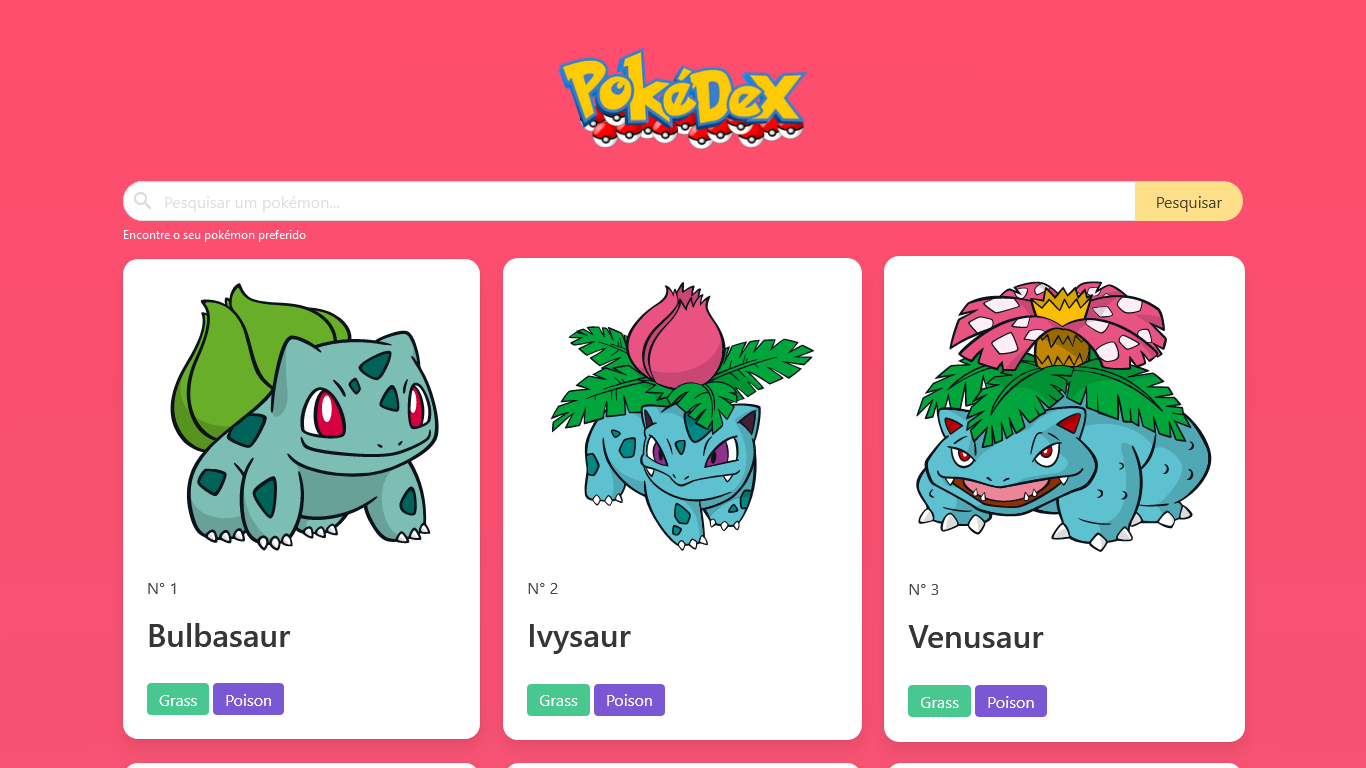 PokéDex
Pesquisar um pokémon...
Pesquisar
Encontre o seu pokémon preferido
N° 1
Bulbasaur
Grass Poison
N° 2
Ivysaur
Grass Poison
N° 3
Venusaur
Grass Poison